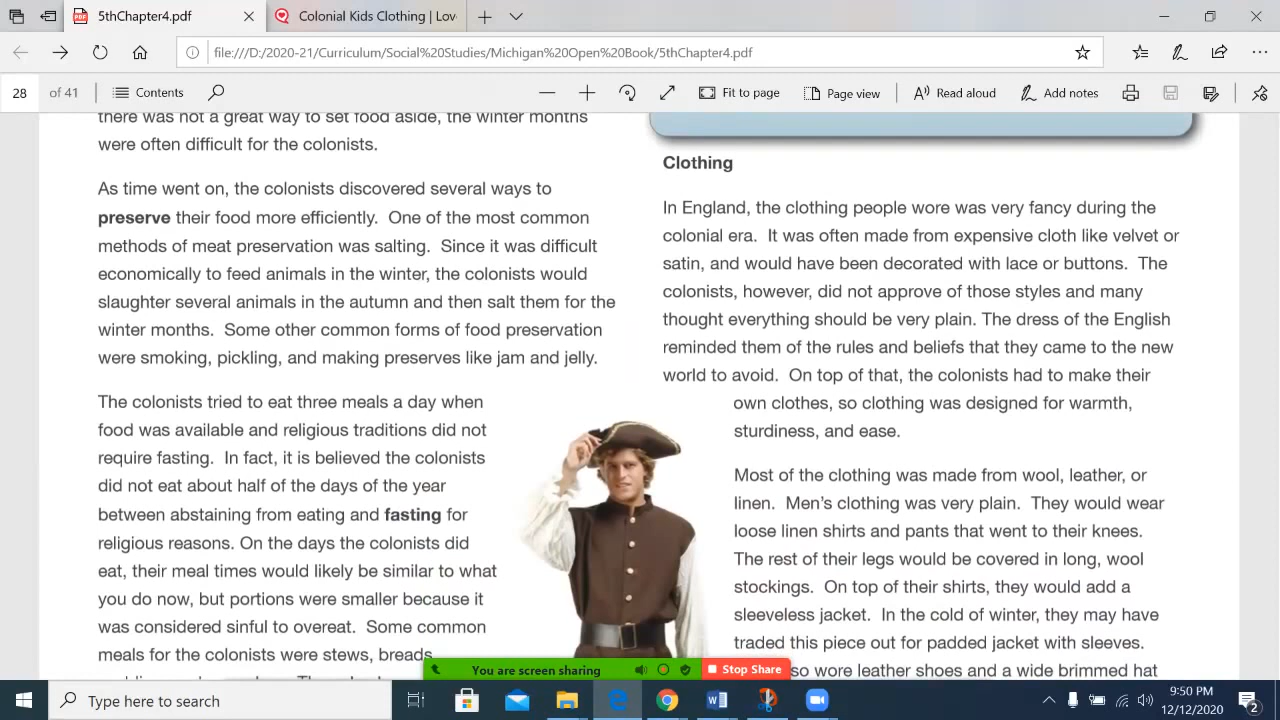 5thChapter4.pdf
Colonial Kids Clothing | Lov
file:///D:/2020-21/Curriculum/Social%20Studies/Michigan%20Open%20Book/5thChapter4.pdf
28 of 41
Contents
Fit to page
Page view
Read aloud
Add notes
there was not a great way to set food aside, the winter months
were often difficult for the colonists.
As time went on, the colonists discovered several ways to
preserve their food more efficiently. One of the most common
methods of meat preservation was salting. Since it was difficult
economically to feed animals in the winter, the colonists would
slaughter several animals in the autumn and then salt them for the
winter months. Some other common forms of food preservation
were smoking, pickling, and making preserves like jam and jelly.
The colonists tried to eat three meals a day when
food was available and religious traditions did not
require fasting. In fact, it is believed the colonists
did not eat about half of the days of the year
between abstaining from eating and fasting for
religious reasons. On the days the colonists did
eat, their meal times would likely be similar to what
you do now, but portions were smaller because it
was considered sinful to overeat. Some common
meals for the colonists were stews, breads
Clothing
In England, the clothing people wore was very fancy during the
colonial era. It was often made from expensive cloth like velvet or
satin, and would have been decorated with lace or buttons. The
colonists, however, did not approve of those styles and many
thought everything should be very plain. The dress of the English
reminded them of the rules and beliefs that they came to the new
world to avoid. On top of that, the colonists had to make their
own clothes, so clothing was designed for warmth,
sturdiness, and ease.
Most of the clothing was made from wool, leather, or
linen. Men's clothing was very plain. They would wear
loose linen shirts and pants that went to their knees.
The rest of their legs would be covered in long, wool
stockings. On top of their shirts, they would add a
sleeveless jacket. In the cold of winter, they may have
traded this piece out for padded jacket with sleeves.
so wore leather shoes and a wide brimmed hat
You are screen sharing
Stop Share
Type here to search
9:50 PM
12/12/2020
2